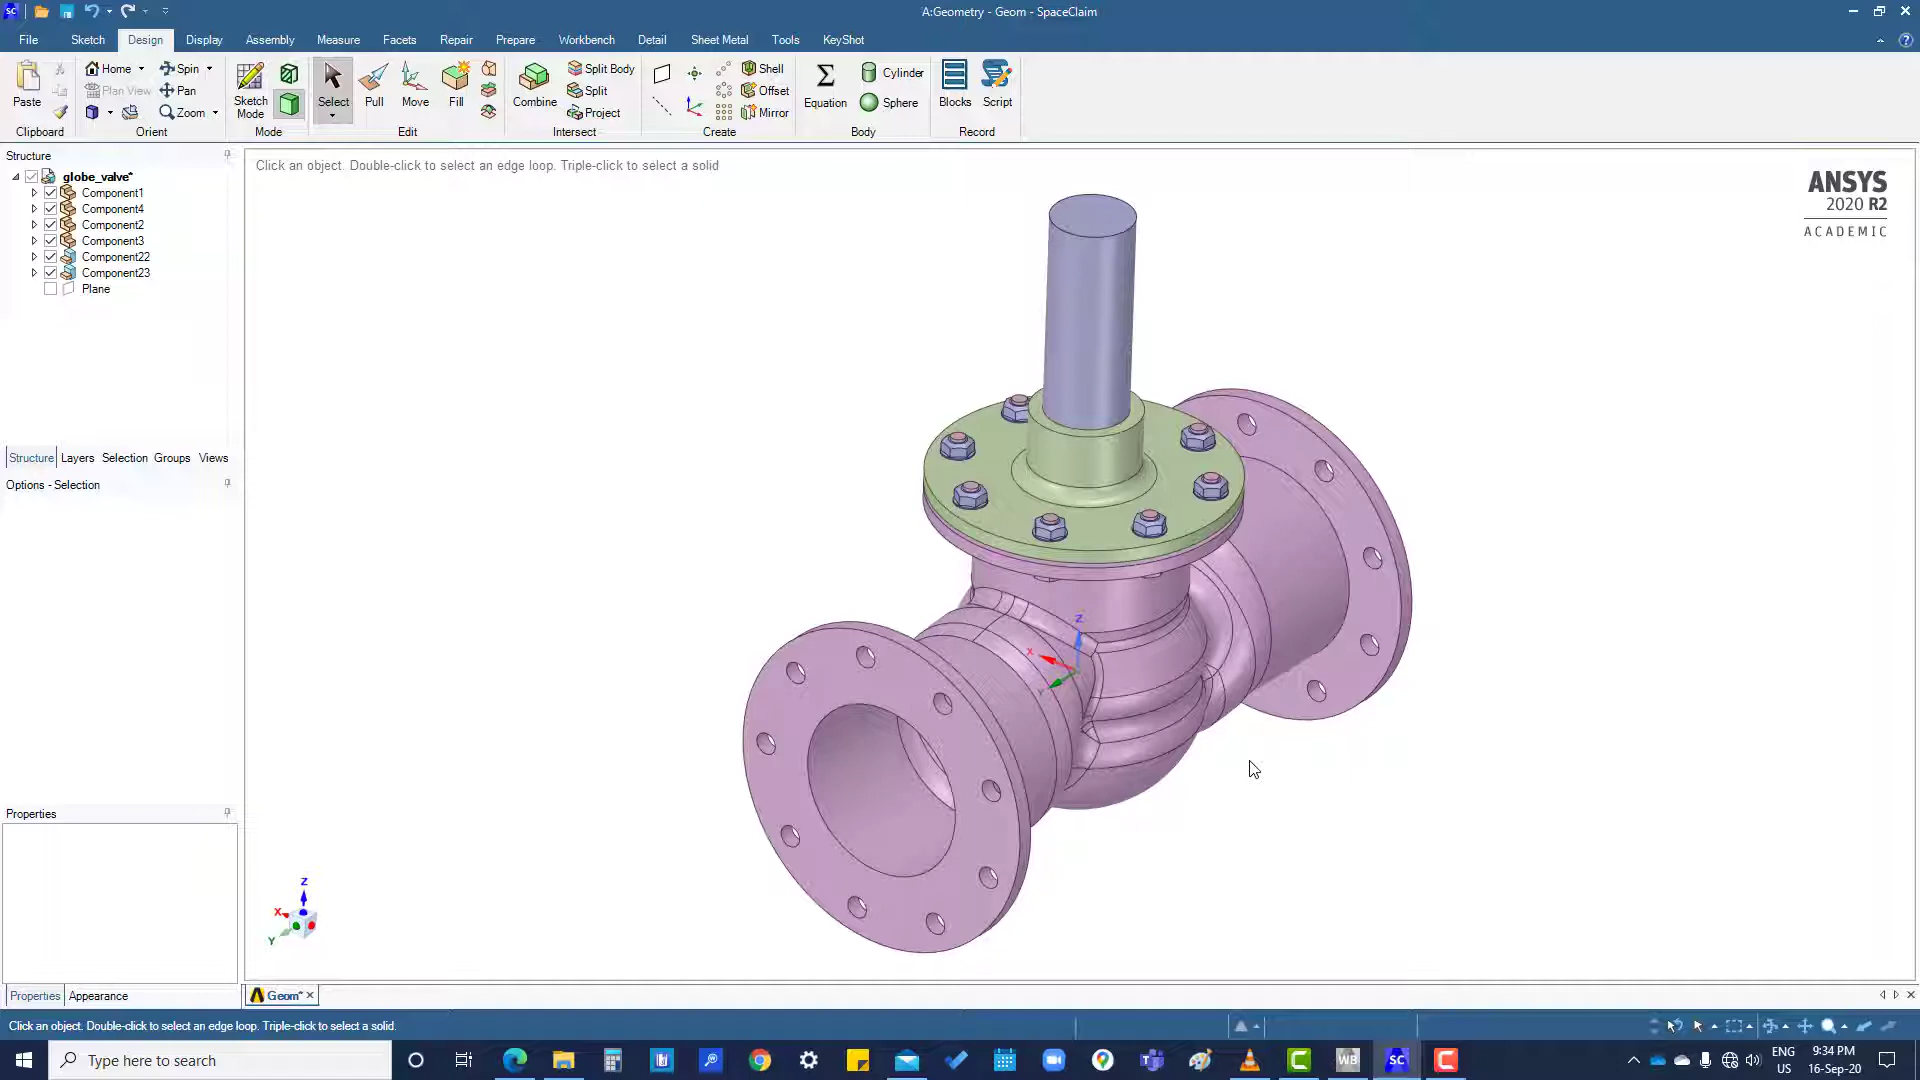 A:Geometry - Geom - SpaceClaim
File Sketch Design Display Assembly Measure Facets Repair Prepare Workbench Detail Sheet Metal Tools KeyShot
Paste
Clipboard
Home Spin
Plan View Pan
Zoom
Orient
Sketch
Mode
Mode
Select Pull Move Fill
Edit
Combine
Split Body
Split
Project
Intersect
Shell
Offset
Mirror
Create
Equation
Cylinder
Sphere
Body
Blocks Script
Record
Structure
globe_valve*
Component1
Component4
Component2
Component3
Component22
Component23
Plane
Structure Layers Selection Groups Views
Options - Selection
Properties
Properties Appearance
Click an object. Double-click to select an edge loop. Triple-click to select a solid
ANSYS
2020 R2
ACADEMIC
Z
X
Y
Z
X
Y
Geom*
Click an object. Double-click to select an edge loop. Triple-click to select a solid.
Type here to search
WB
SC
ENG
US
9:34 PM
16-Sep-20